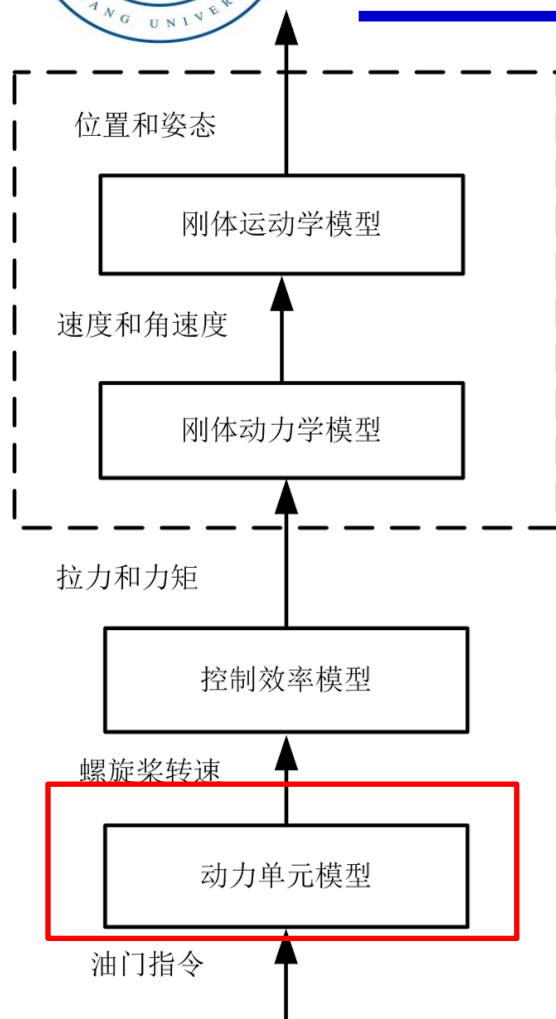 ANG UNIVER
位置和姿态
刚体运动学模型
速度和角速度
刚体动力学模型
拉力和力矩
控制效率模型
螺旋桨转速
动力单元模型
油门指令